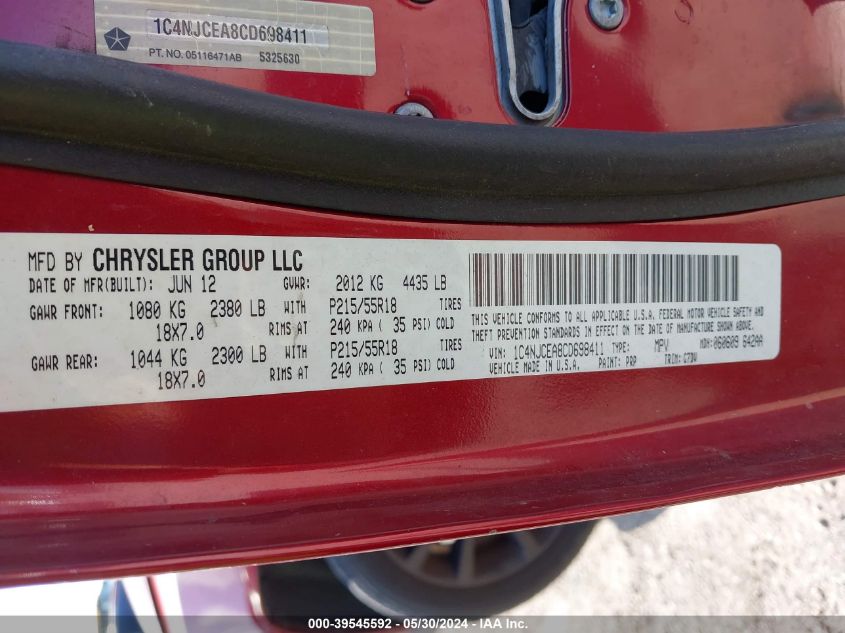 1C4NJCEA8CD698411
PT. NO. 05116471AB 5325630
MFD BY CHRYSLER GROUP LLC
DATE OF MFR(BUILT): JUN 12 GVWR: 2012 KG 4435 LB
GAWR FRONT: 1080 KG 2380 LB WITH P215/55R18 TIRES
18X7.0 RIMS AT 240 KPA ( 35 PSI) COLD
GAWR REAR: 1044 KG 2300 LB WITH P215/55R18 TIRES
18X7.0 RIMS AT 240 KPA ( 35 PSI) COLD
THIS VEHICLE CONFORMS TO ALL APPLICABLE U.S.A. FEDERAL MOTOR VEHICLE SAFETY AND
THEFT PREVENTION STANDARDS IN EFFECT ON THE DATE OF MANUFACTURE SHOWN ABOVE.
VIN: 1C4NJCEA8CD698411 TYPE: MPV MDH: 060609 642AA
VEHICLE MADE IN U.S.A. PAINT: PRP TRIM: C7DV
000-39545592 - 05/30/2024 - IAA Inc.